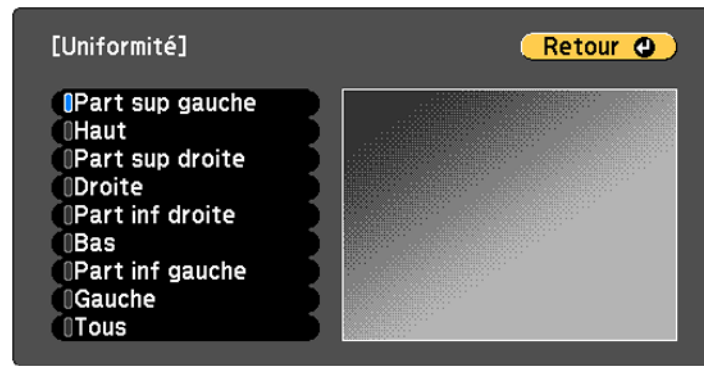 [Uniformité]
Retour
Part sup gauche
Haut
Part sup droite
Droite
Part inf droite
Bas
Part inf gauche
Gauche
Tous